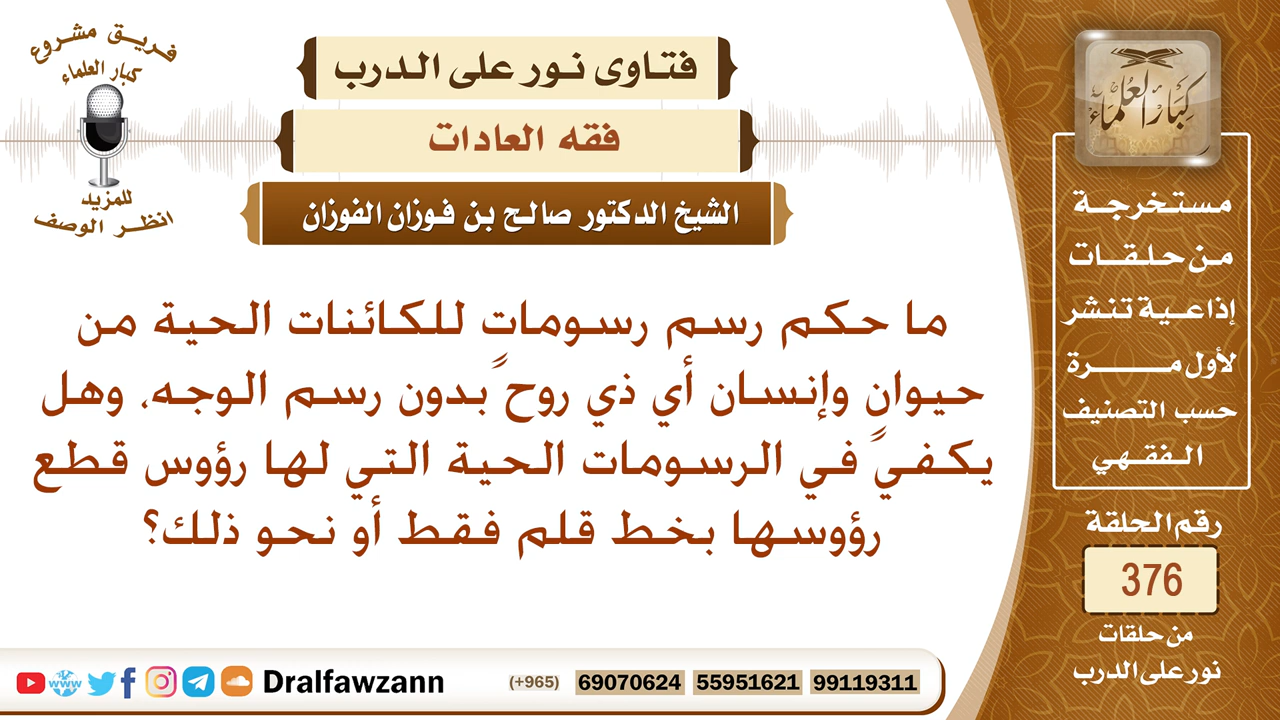 فريق مشروع
كبار العلماء
للمزيد
انظر الوصف
فتاوى نور على الدرب
فقه العادات
الشيخ الدكتور صالح بن فوزان الفوزان
ما حكم رسم رسوماتٍ للكائنات الحية من
حيوانٍ وإنسان أي ذي روحٍ بدون رسم الوجه، وهل
يكفي في الرسومات الحية التي لها رؤوس قطع
رؤوسها بخط قلم فقط أو نحو ذلك؟
كبار العلماء
مستخرجة
من حلقات
إذاعية تنشر
لأول مرة
حسب التصنيف
الفقهي
رقم الحلقة
376
من حلقات
نور على الدرب
www Dralfawzann (+965) 69070624 55951621 99119311